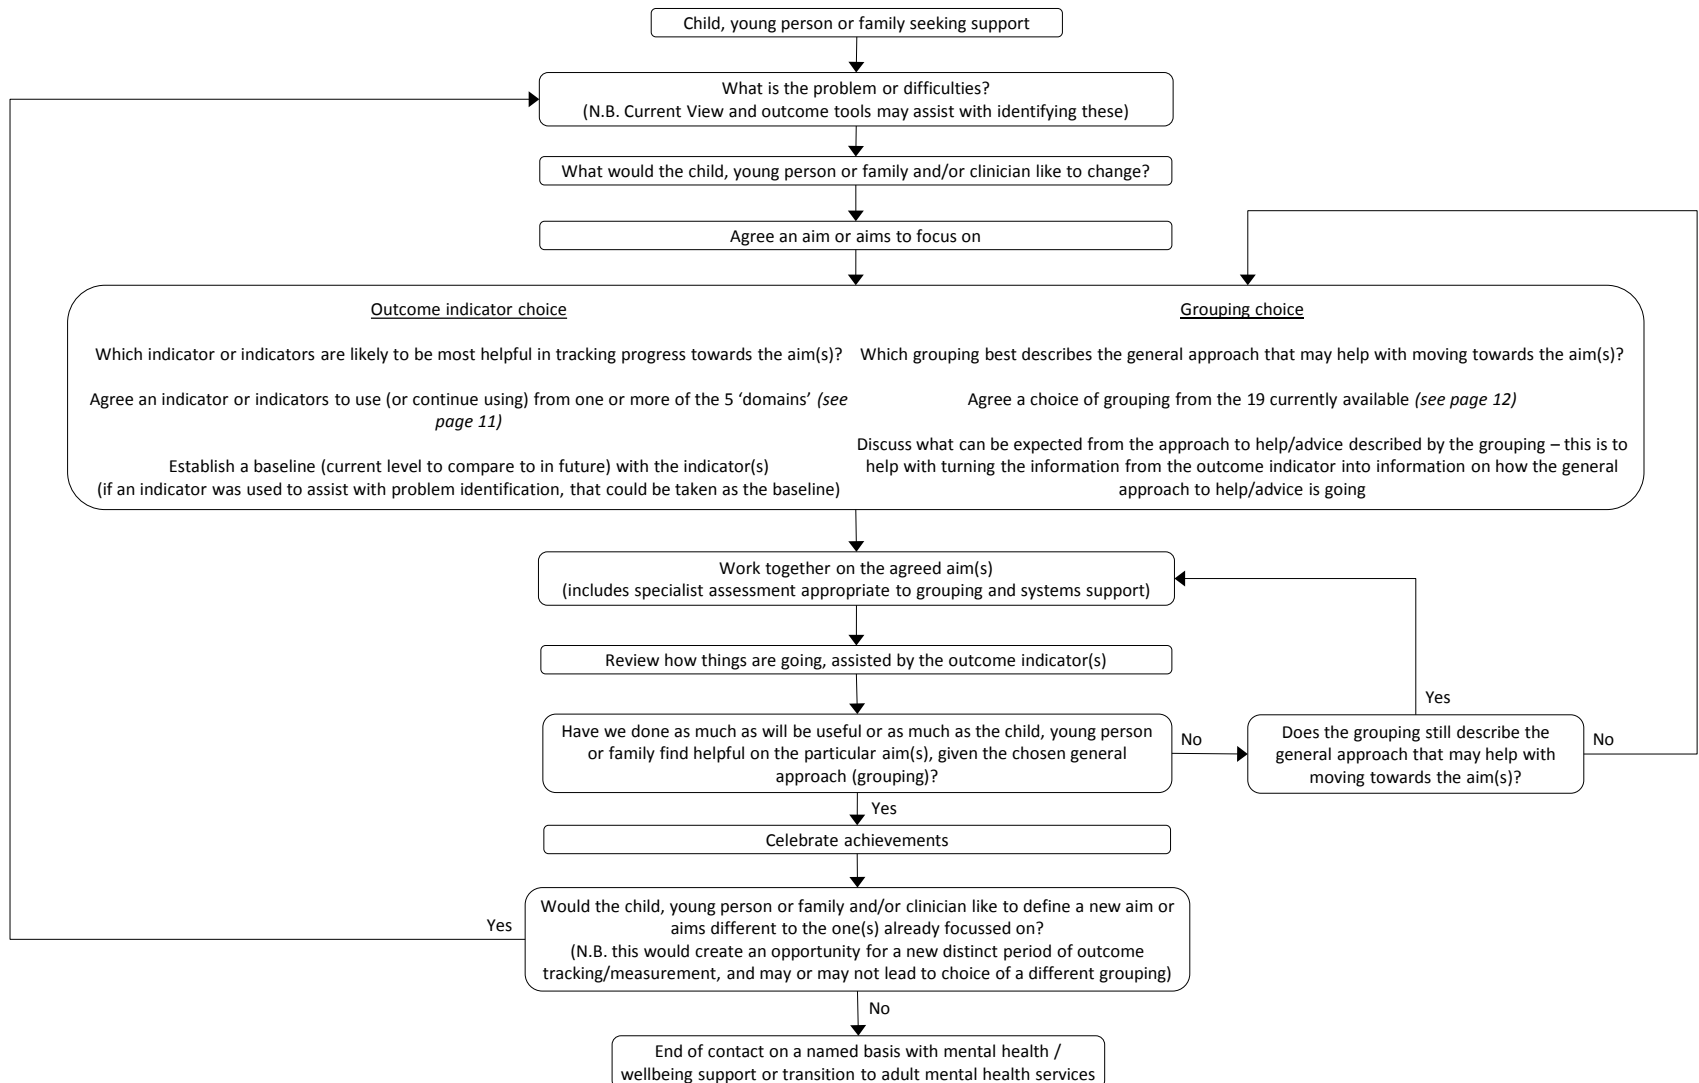 Child, young person or family seeking support
What is the problem or difficulties?
(N.B. Current View and outcome tools may assist with identifying these)
What would the child, young person or family and/or clinician like to change?
Agree an aim or aims to focus on
Outcome indicator choice
Which indicator or indicators are likely to be most helpful in tracking progress towards the aim(s)?
Agree an indicator or indicators to use (or continue using) from one or more of the 5 ‘domains’ (see
page 11)
Establish a baseline (current level to compare to in future) with the indicator(s)
(if an indicator was used to assist with problem identification, that could be taken as the baseline)
Grouping choice
Which grouping best describes the general approach that may help with moving towards the aim(s)?
Agree a choice of grouping from the 19 currently available (see page 12)
Discuss what can be expected from the approach to help/advice described by the grouping – this is to
help with turning the information from the outcome indicator into information on how the general
approach to help/advice is going
Work together on the agreed aim(s)
(includes specialist assessment appropriate to grouping and systems support)
Review how things are going, assisted by the outcome indicator(s)
Have we done as much as will be useful or as much as the child, young person
or family find helpful on the particular aim(s), given the chosen general
approach (grouping)?
No
Does the grouping still describe the
general approach that may help with
moving towards the aim(s)?
Yes
No
Yes
Celebrate achievements
Would the child, young person or family and/or clinician like to define a new aim or
aims different to the one(s) already focussed on?
(N.B. this would create an opportunity for a new distinct period of outcome
tracking/measurement, and may or may not lead to choice of a different grouping)
Yes
No
End of contact on a named basis with mental health /
wellbeing support or transition to adult mental health services